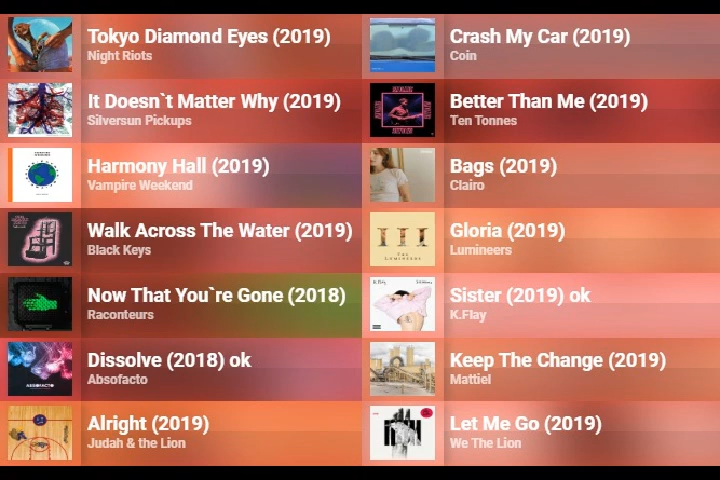 Tokyo Diamond Eyes (2019)
Night Riots
It Doesn`t Matter Why (2019)
Silversun Pickups
Harmony Hall (2019)
Vampire Weekend
Walk Across The Water (2019)
Black Keys
Now That You`re Gone (2018)
Raconteurs
Dissolve (2018) ok
Absofacto
Alright (2019)
Judah & the Lion
Crash My Car (2019)
Coin
Better Than Me (2019)
Ten Tonnes
Bags (2019)
Clairo
Gloria (2019)
Lumineers
III
THE
LUMINEERS
Sister (2019) ok
K.Flay
Keep The Change (2019)
Mattiel
Let Me Go (2019)
We The Lion